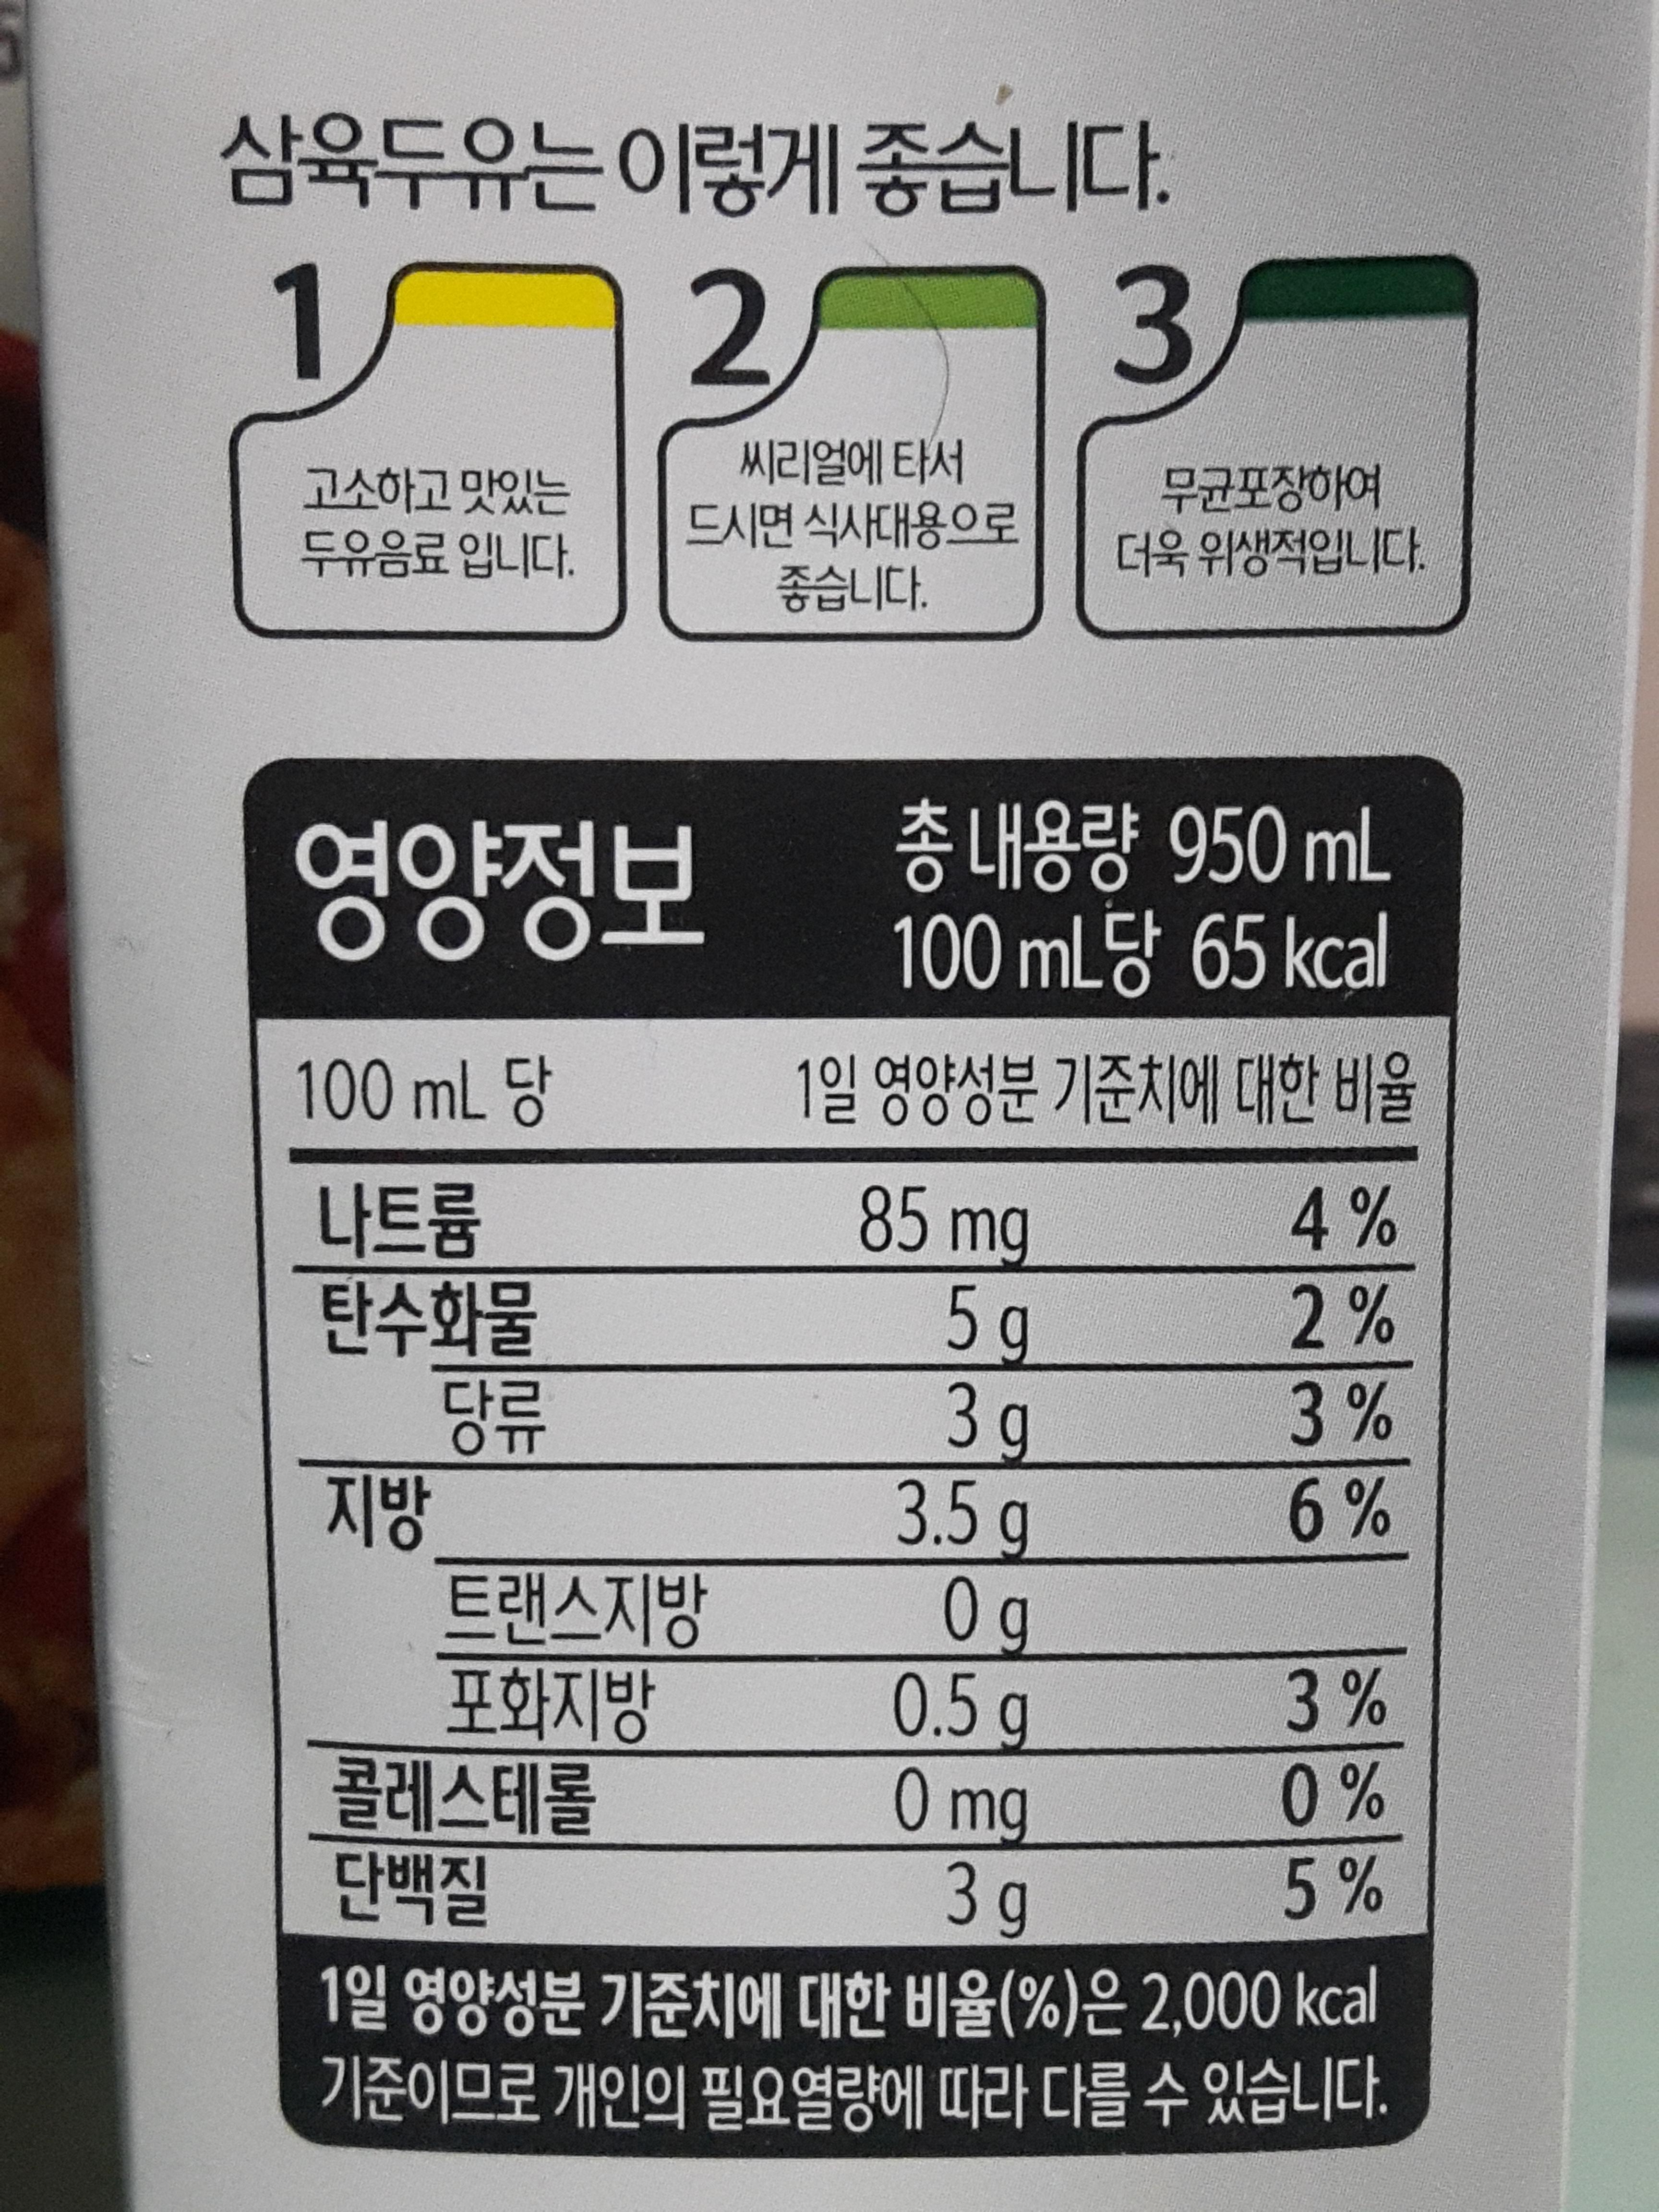 삼육두유는 이렇게 좋습니다.
1
고소하고 맛있는
두유음료 입니다.
2
씨리얼에 타서
드시면 식사대용으로
좋습니다.
3
무균포장하여
더욱 위생적입니다.
영양정보
총 내용량 950 mL
100 mL당 65 kcal
100 mL 당 1일 영양성분 기준치에 대한 비율
나트륨 85 mg 4 %
탄수화물 5 g 2 %
당류 3 g 3 %
지방 3.5 g 6 %
트랜스지방 0 g
포화지방 0.5 g 3 %
콜레스테롤 0 mg 0 %
단백질 3 g 5 %
1일 영양성분 기준치에 대한 비율(%)은 2,000 kcal
기준이므로 개인의 필요열량에 따라 다를 수 있습니다.